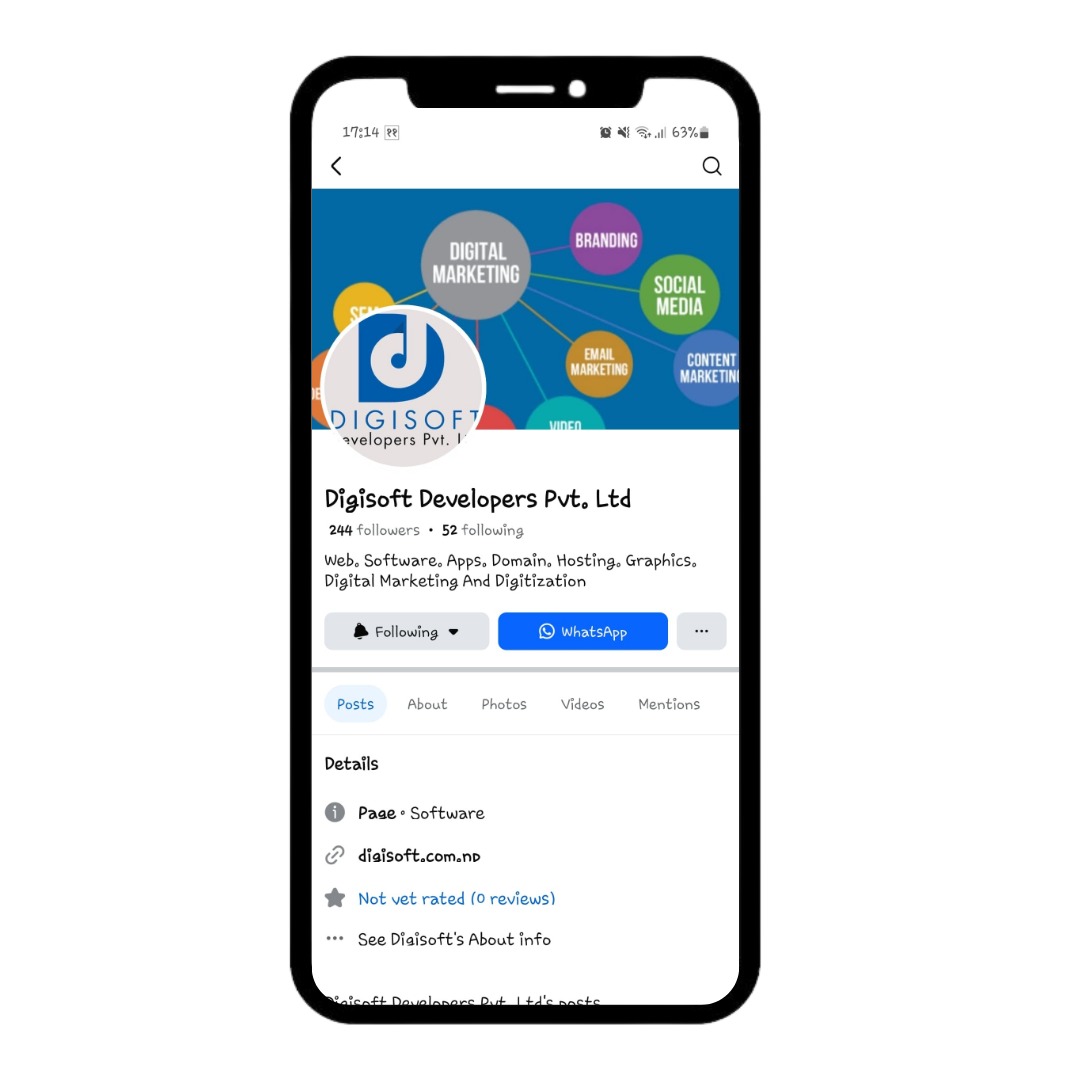 17:14 ११ 63%
DIGITAL
MARKETING
BRANDING
SOCIAL
MEDIA
EMAIL
MARKETING
CONTENT
MARKETING
VIDEO
DIGISOFT
Developers Pvt.
Digisoft Developers Pvt. Ltd
244 followers • 52 following
Web, Software, Apps, Domain, Hosting, Graphics,
Digital Marketing And Digitization
Following WhatsApp ...
Posts About Photos Videos Mentions
Details
Page • Software
digisoft.com.np
Not yet rated (0 reviews)
See Digisoft's About info
Digisoft Developers Pvt. Ltd's posts